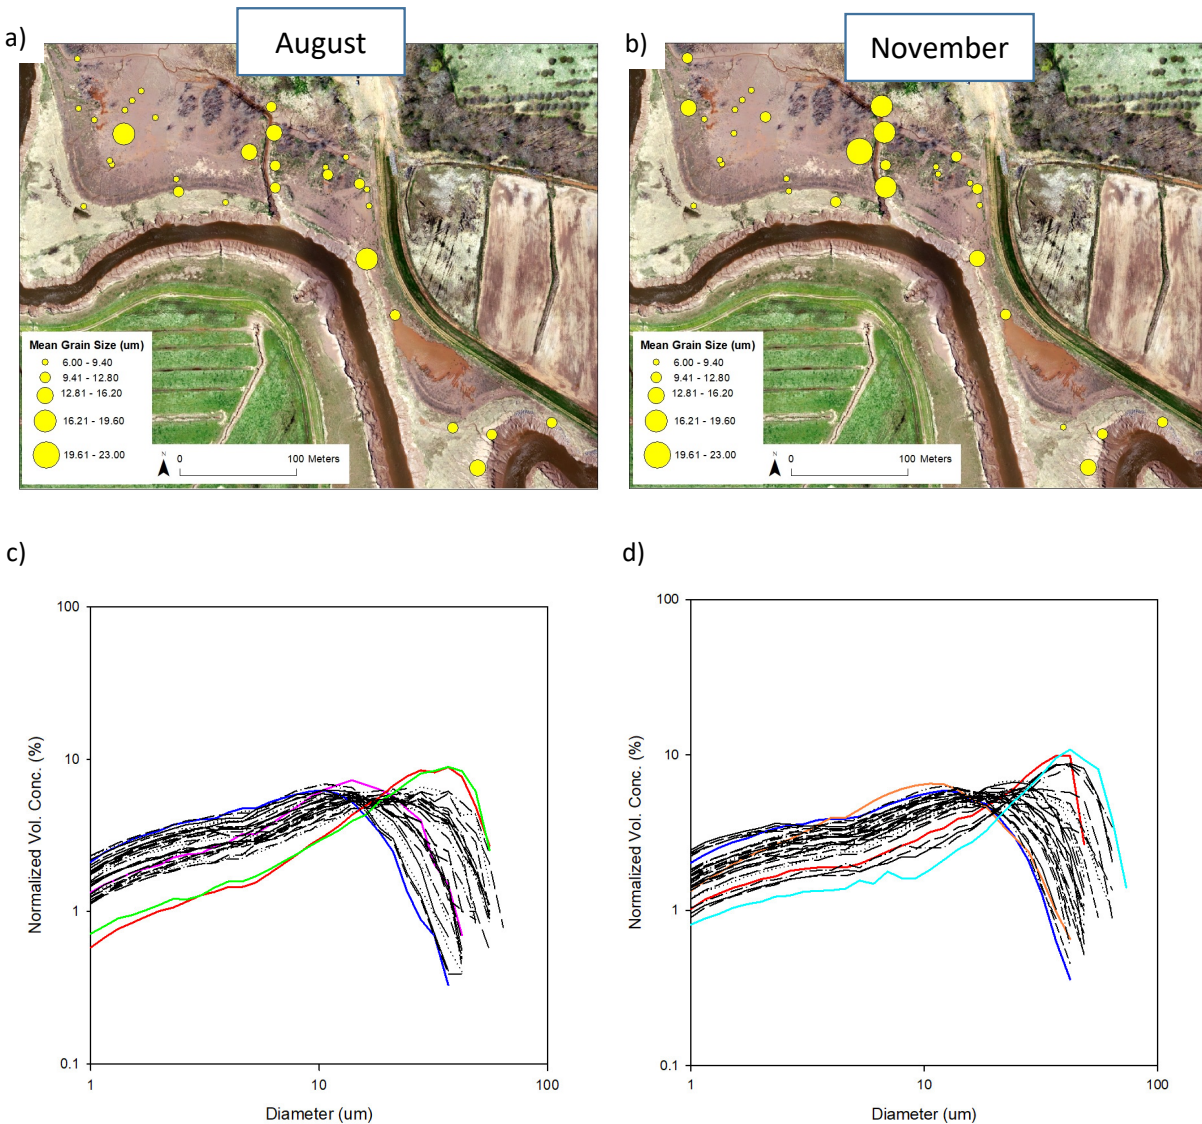 a)
August
b)
November
Mean Grain Size (um)
6.00 - 9.40
9.41 - 12.80
12.81 - 16.20
16.21 - 19.60
19.61 - 23.00
N
0 100 Meters
Mean Grain Size (um)
6.00 - 9.40
9.41 - 12.80
12.81 - 16.20
16.21 - 19.60
19.61 - 23.00
N
0 100 Meters
c)
100
10
1
0.1
1 10 100
Normalized Vol. Conc. (%)
Diameter (um)
d)
100
10
1
0.1
1 10 100
Normalized Vol. Conc. (%)
Diameter (um)